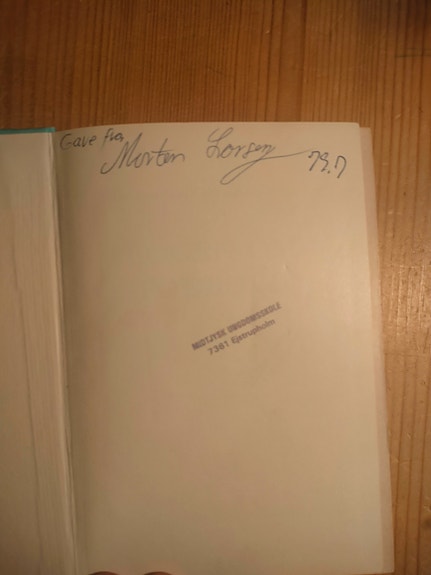 Gave fra
Morten Larsen 79.7
MIDTJYSK UNGDOMSSKOLE
7361 Ejstrupholm